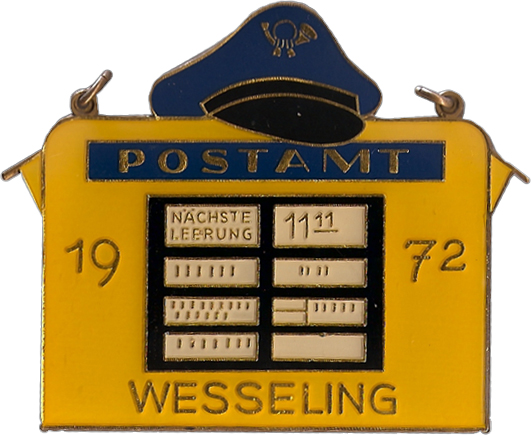 POSTAMT
NÄCHSTE
LEERUNG
11 11
19 72
WESSELING